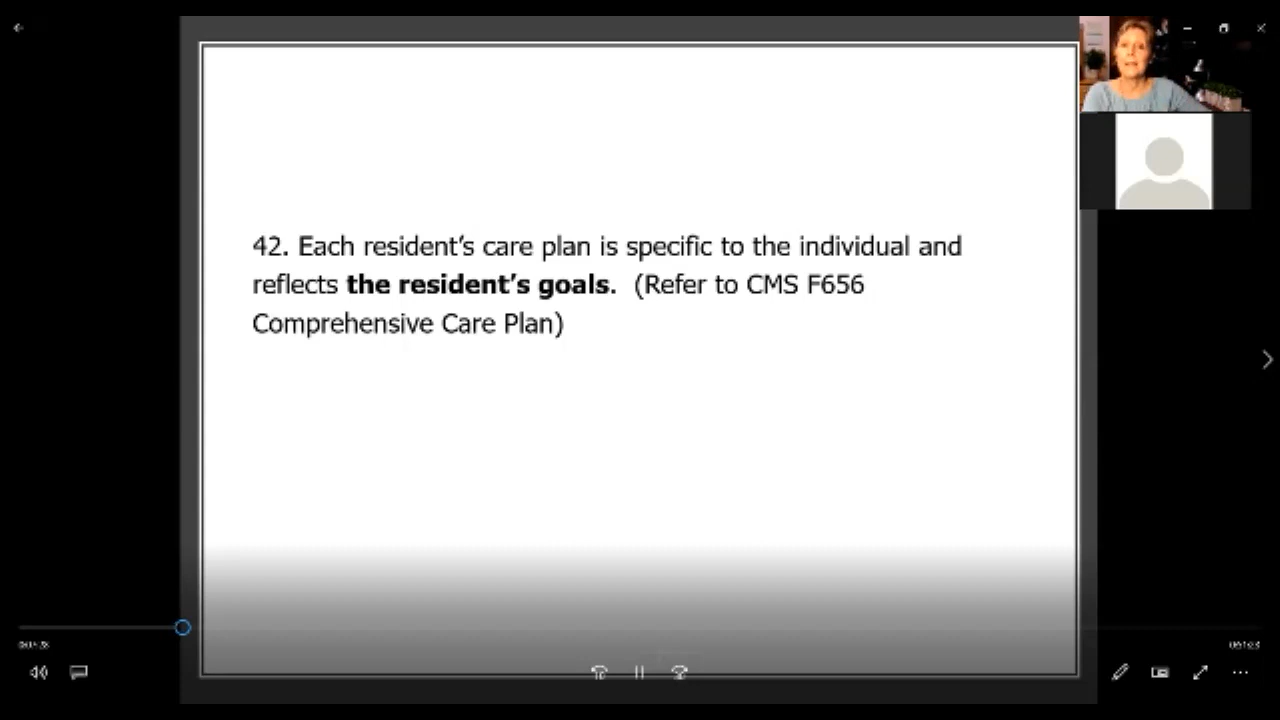 42. Each resident's care plan is specific to the individual and
reflects the resident's goals.  (Refer to CMS F656
Comprehensive Care Plan)